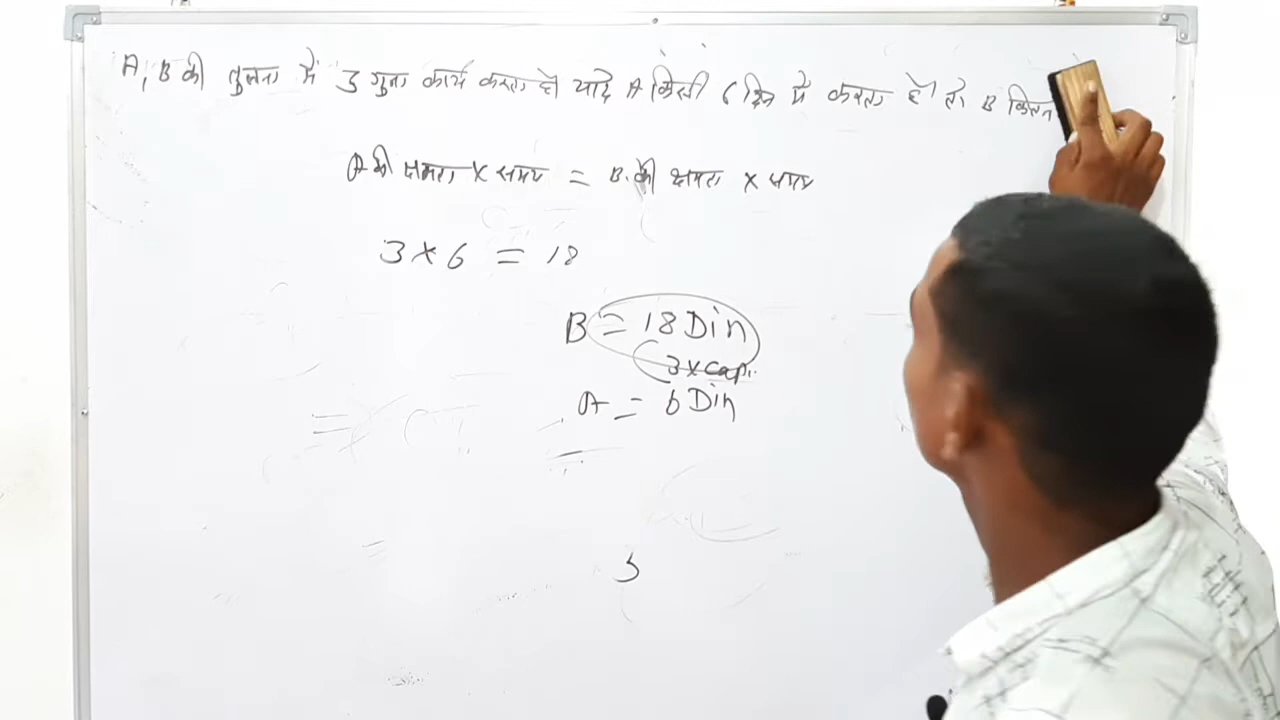 A, B की तुलना में 3 गुना कार्य करता है यदि A किसी 6 दिन में करता है तो B कितन
A की क्षमता × समय = B की क्षमता × समय
3 × 6 = 18
B = 18 Din
3 × cap.
A = 6 Din
3